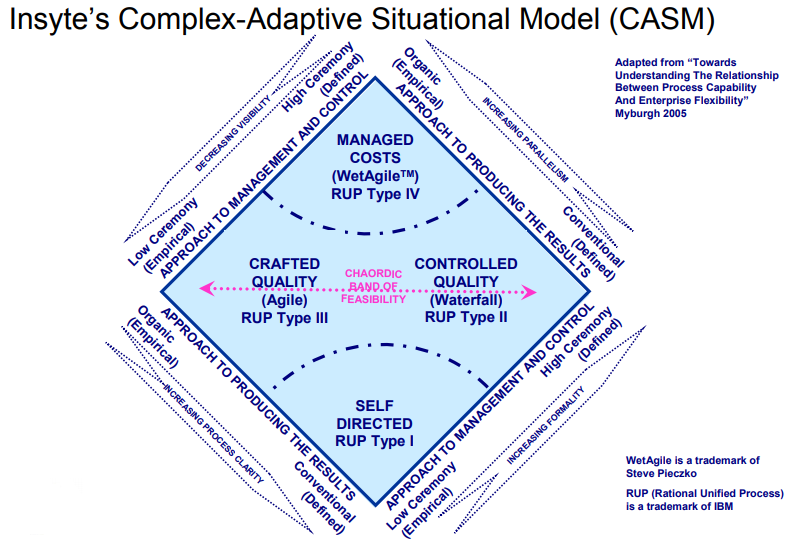 Insyte's Complex-Adaptive Situational Model (CASM)
Adapted from "Towards
Understanding The Relationship
Between Process Capability
And Enterprise Flexibility"
Myburgh 2005
High Ceremony
(Defined)
Organic
(Empirical)
DECREASING VISIBILITY
APPROACH TO MANAGEMENT AND CONTROL
APPROACH TO PRODUCING THE RESULTS
INCREASING PARALLELISM
Low Ceremony
(Empirical)
Conventional
(Defined)
MANAGED
COSTS
(WetAgile™)
RUP Type IV
CRAFTED
QUALITY
(Agile)
RUP Type III
CHAORDIC
BAND OF
FEASIBILITY
CONTROLLED
QUALITY
(Waterfall)
RUP Type II
SELF
DIRECTED
RUP Type I
Organic
(Empirical)
High Ceremony
(Defined)
INCREASING PROCESS CLARITY
APPROACH TO PRODUCING THE RESULTS
APPROACH TO MANAGEMENT AND CONTROL
INCREASING FORMALITY
Conventional
(Defined)
Low Ceremony
(Empirical)
WetAgile is a trademark of
Steve Pieczko
RUP (Rational Unified Process)
is a trademark of IBM